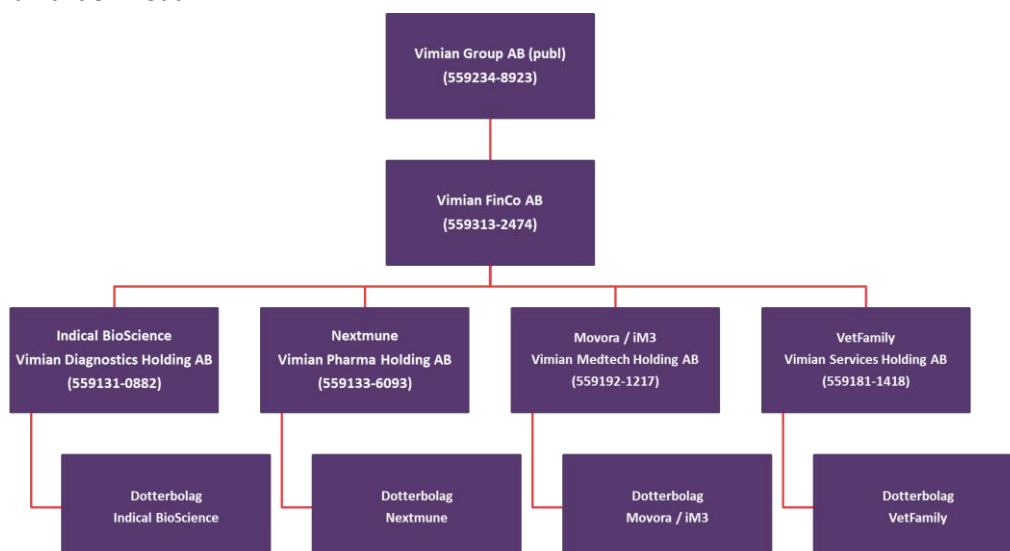 Vimian Group AB (publ)
(559234-8923)
Vimian FinCo AB
(559313-2474)
Indical BioScience
Vimian Diagnostics Holding AB
(559131-0882)
Nextmune
Vimian Pharma Holding AB
(559133-6093)
Movora / iM3
Vimian Medtech Holding AB
(559192-1217)
VetFamily
Vimian Services Holding AB
(559181-1418)
Dotterbolag
Indical BioScience
Dotterbolag
Nextmune
Dotterbolag
Movora / iM3
Dotterbolag
VetFamily